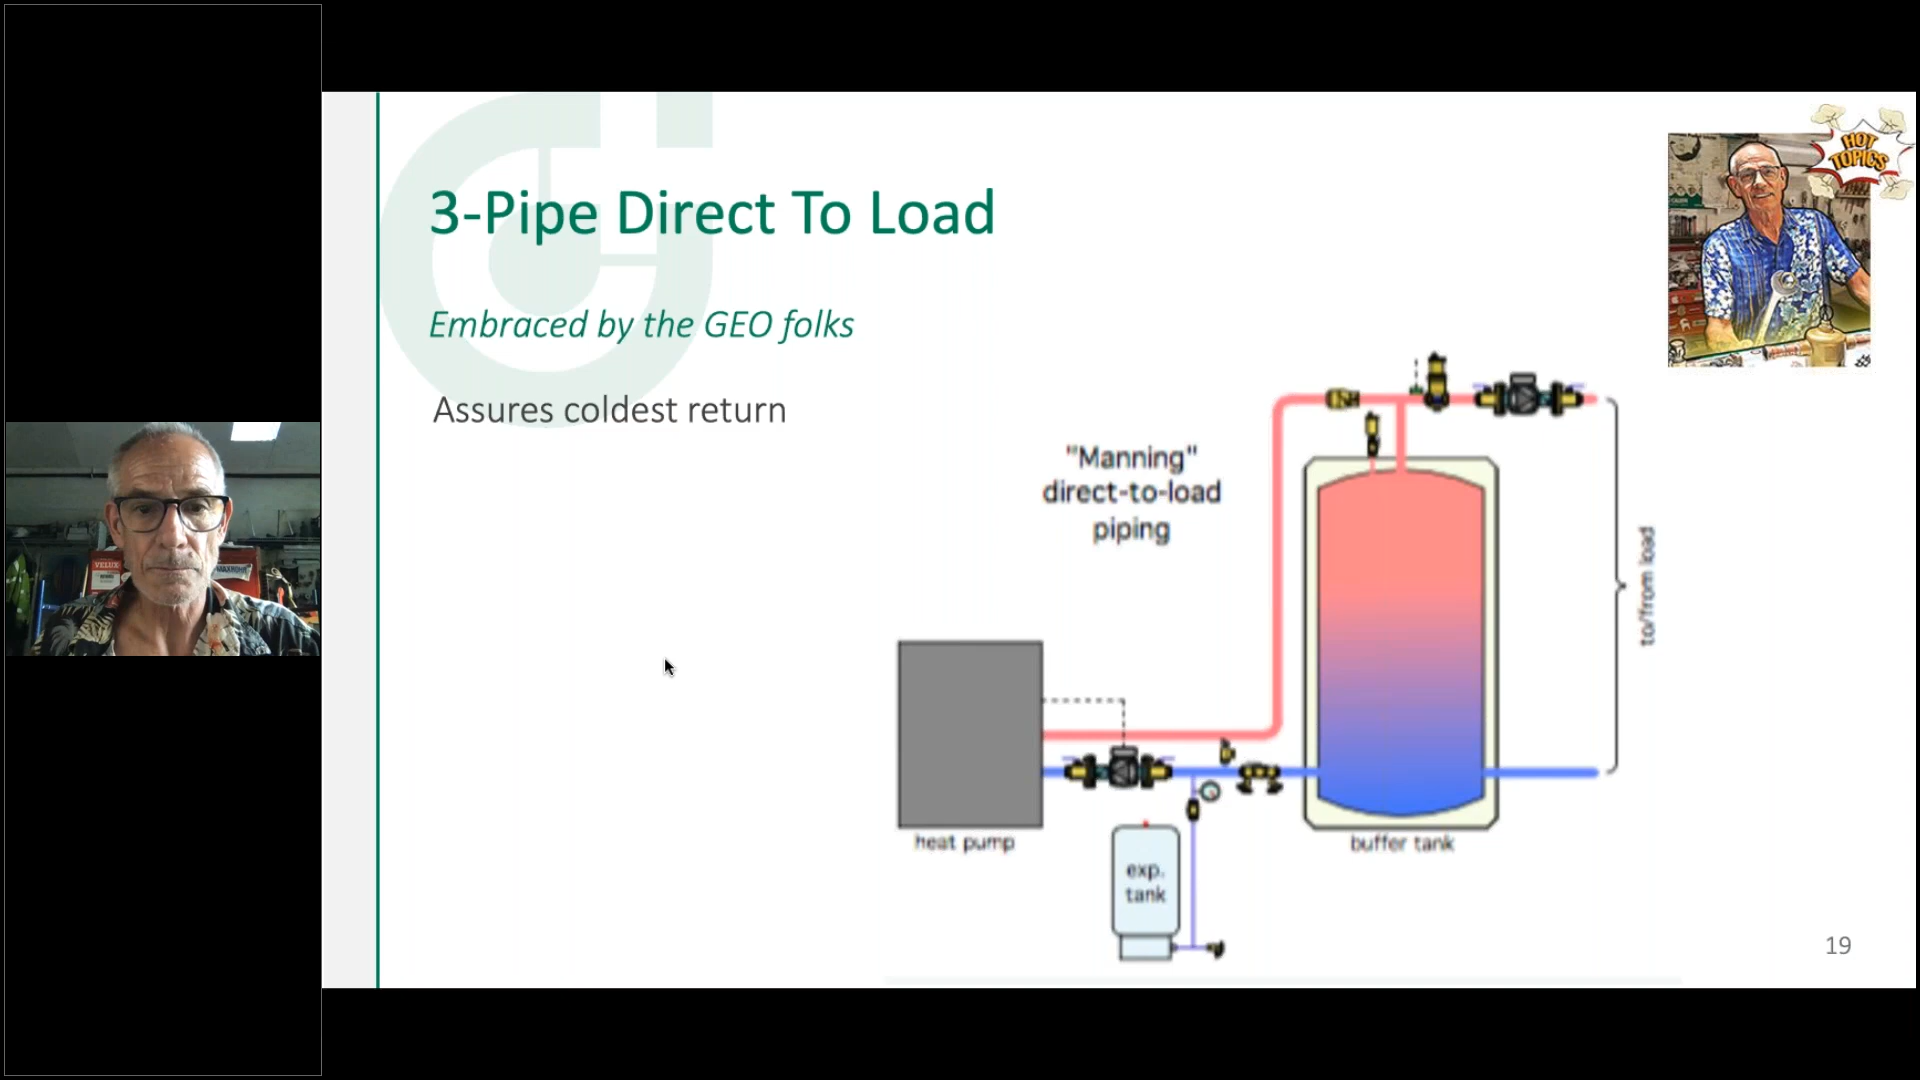 3-Pipe Direct To Load
Embraced by the GEO folks
Assures coldest return
HOT
TOPICS
"Manning"
direct-to-load
piping
to/from load
heat pump
buffer tank
exp.
tank
19
VELUX